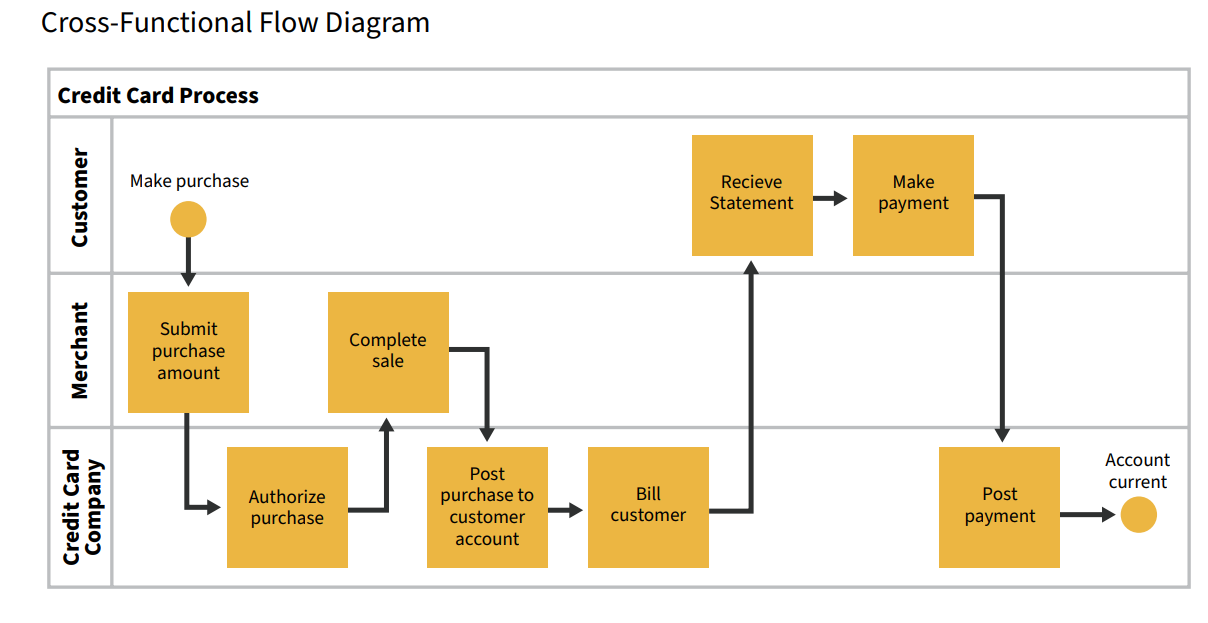 Cross-Functional Flow Diagram
Credit Card Process
Customer
Make purchase
Recieve
Statement
Make
payment
Merchant
Submit
purchase
amount
Complete
sale
Credit Card
Company
Authorize
purchase
Post
purchase to
customer
account
Bill
customer
Post
payment
Account
current